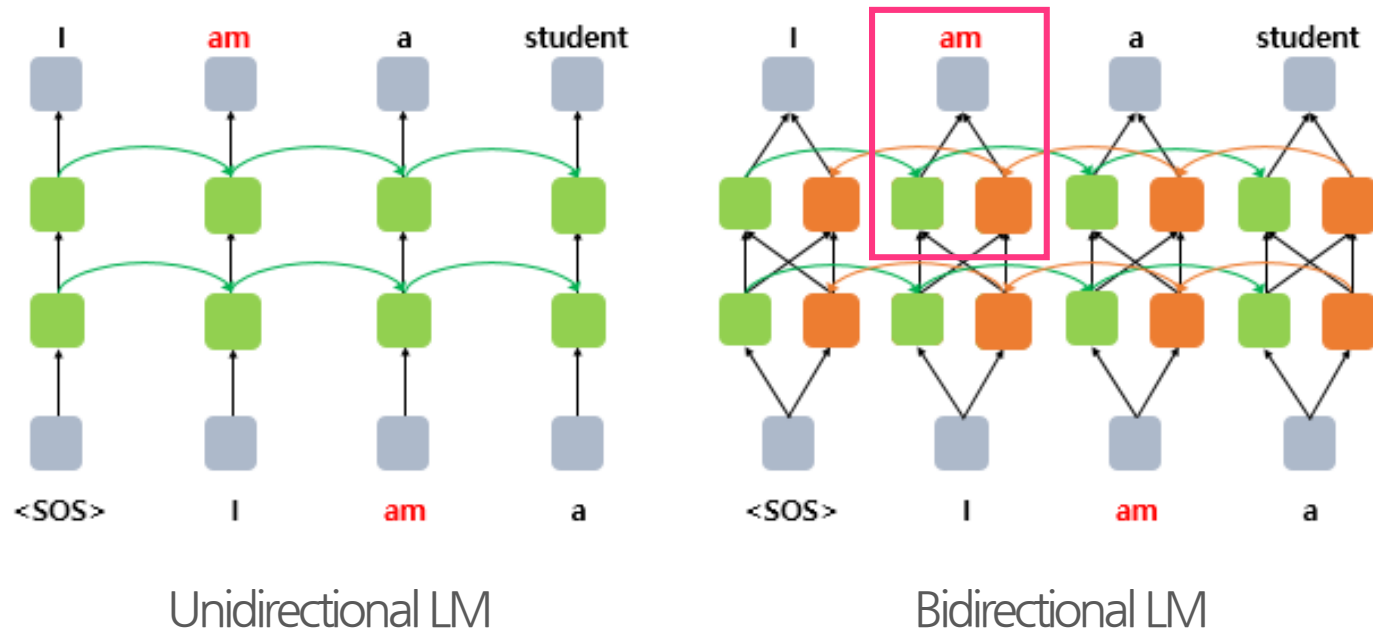 I am a student
I am a student
<SOS> I am a
<SOS> I am a
Unidirectional LM
Bidirectional LM